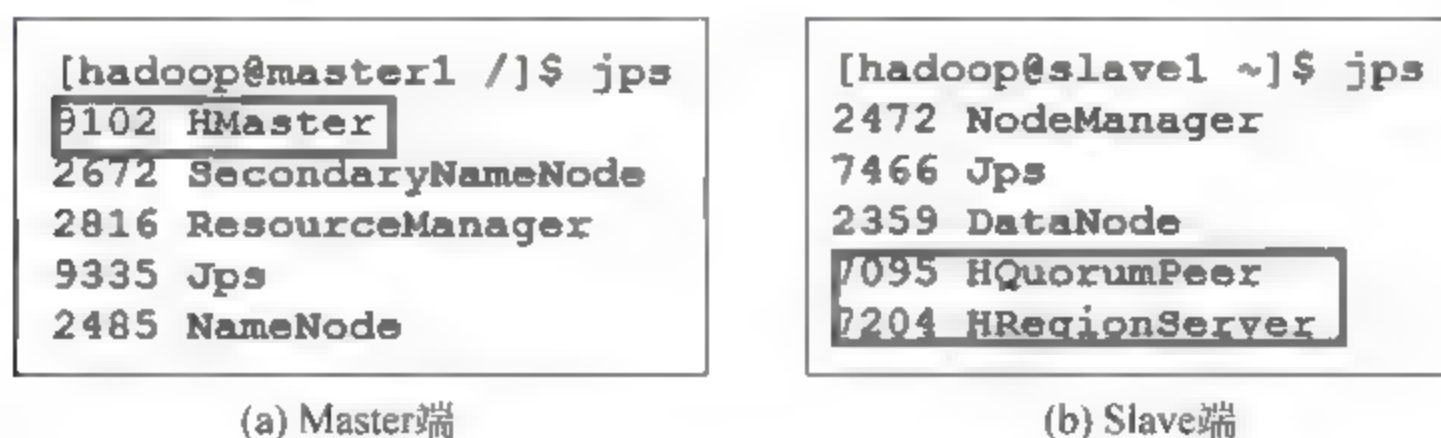 [hadoop@master1 /]$ jps
9102 HMaster
2672 SecondaryNameNode
2816 ResourceManager
9335 Jps
2485 NameNode
(a) Master端
[hadoop@slave1 ~]$ jps
2472 NodeManager
7466 Jps
2359 DataNode
7095 HQuorumPeer
7204 HRegionServer
(b) Slave端